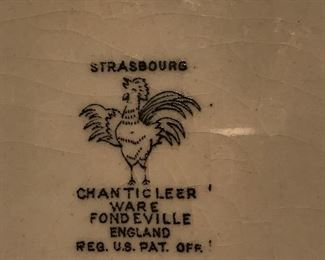 STRASBOURG
CHANTICLEER
WARE
FONDEVILLE
ENGLAND
REG. U.S. PAT. OFF.